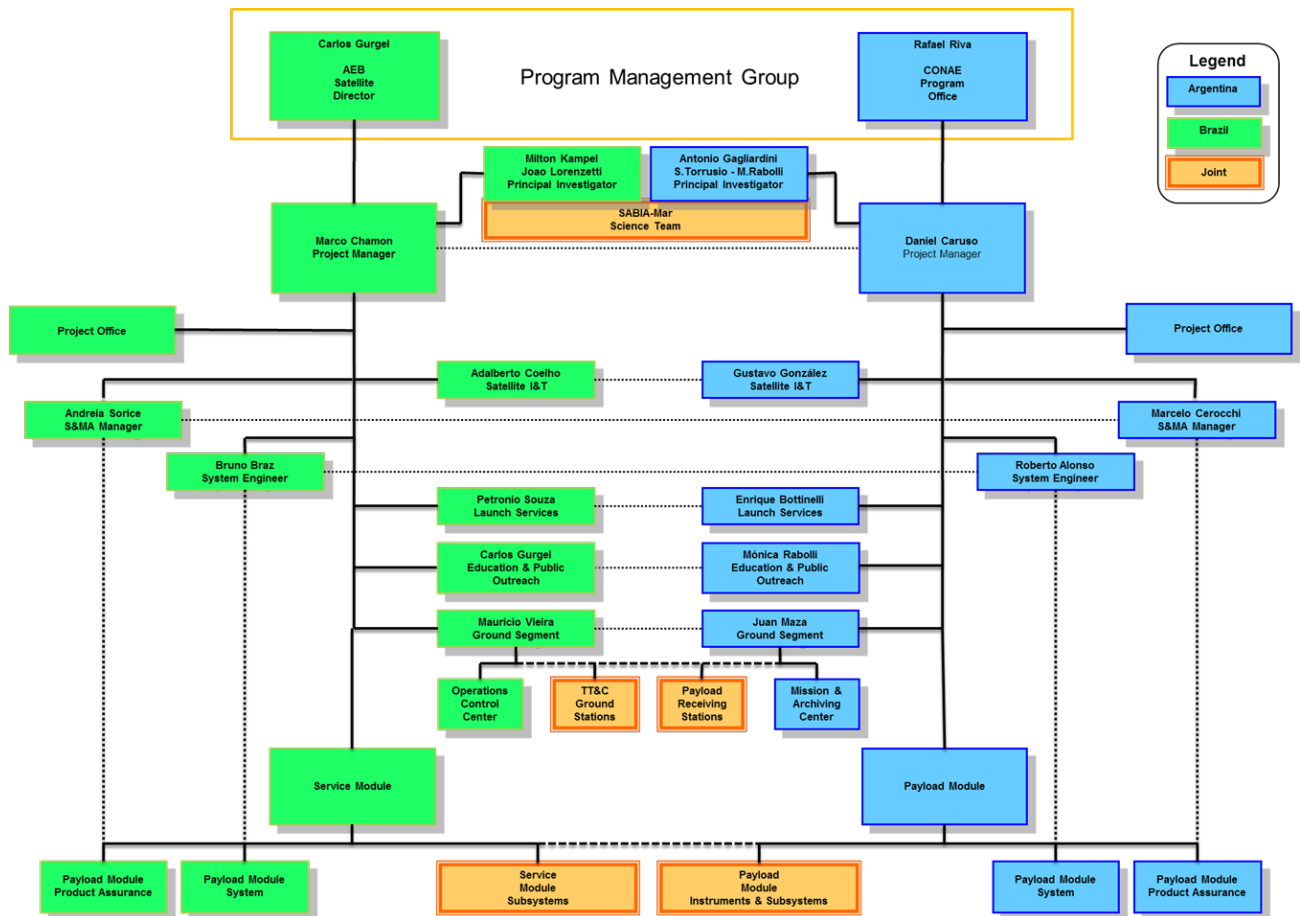 Carlos Gurgel
AEB
Satellite
Director
Program Management Group
Rafael Riva
CONAE
Program
Office
Legend
Argentina
Brazil
Joint
Milton Kampel
Joao Lorenzetti
Principal Investigator
Antonio Gagliardini
S.Torrusio - M.Rabolli
Principal Investigator
SABIA-Mar
Science Team
Marco Chamon
Project Manager
Daniel Caruso
Project Manager
Project Office
Project Office
Adalberto Coelho
Satellite I&T
Gustavo González
Satellite I&T
Andreia Sorice
S&MA Manager
Marcelo Cerocchi
S&MA Manager
Bruno Braz
System Engineer
Roberto Alonso
System Engineer
Petronio Souza
Launch Services
Enrique Bottinelli
Launch Services
Carlos Gurgel
Education & Public
Outreach
Mónica Rabolli
Education & Public
Outreach
Mauricio Vieira
Ground Segment
Juan Maza
Ground Segment
Operations
Control
Center
TT&C
Ground
Stations
Payload
Receiving
Stations
Mission &
Archiving
Center
Service Module
Payload Module
Payload Module
Product Assurance
Payload Module
System
Service
Module
Subsystems
Payload
Module
Instruments & Subsystems
Payload Module
System
Payload Module
Product Assurance